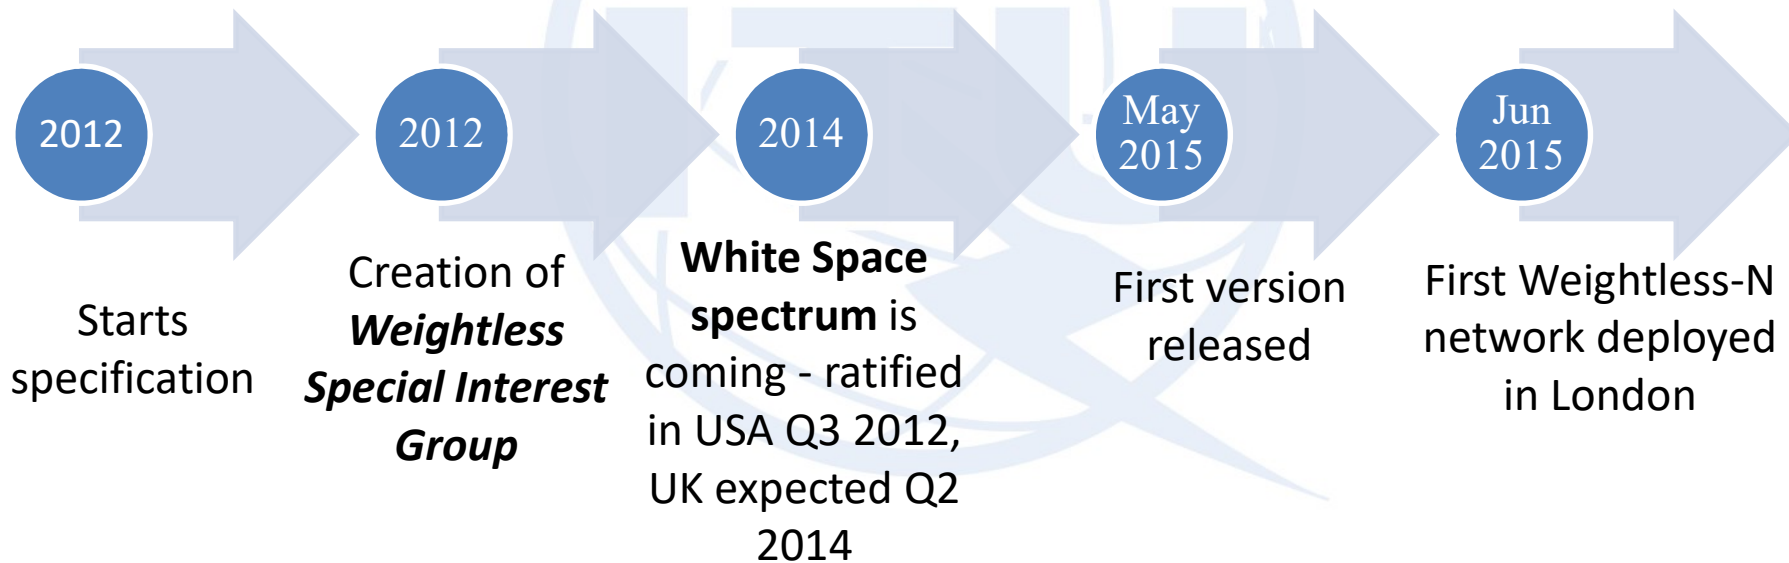 2012
Starts
specification
2012
Creation of
Weightless
Special Interest
Group
2014
White Space
spectrum is
coming - ratified
in USA Q3 2012,
UK expected Q2
2014
May
2015
First version
released
Jun
2015
First Weightless-N
network deployed
in London